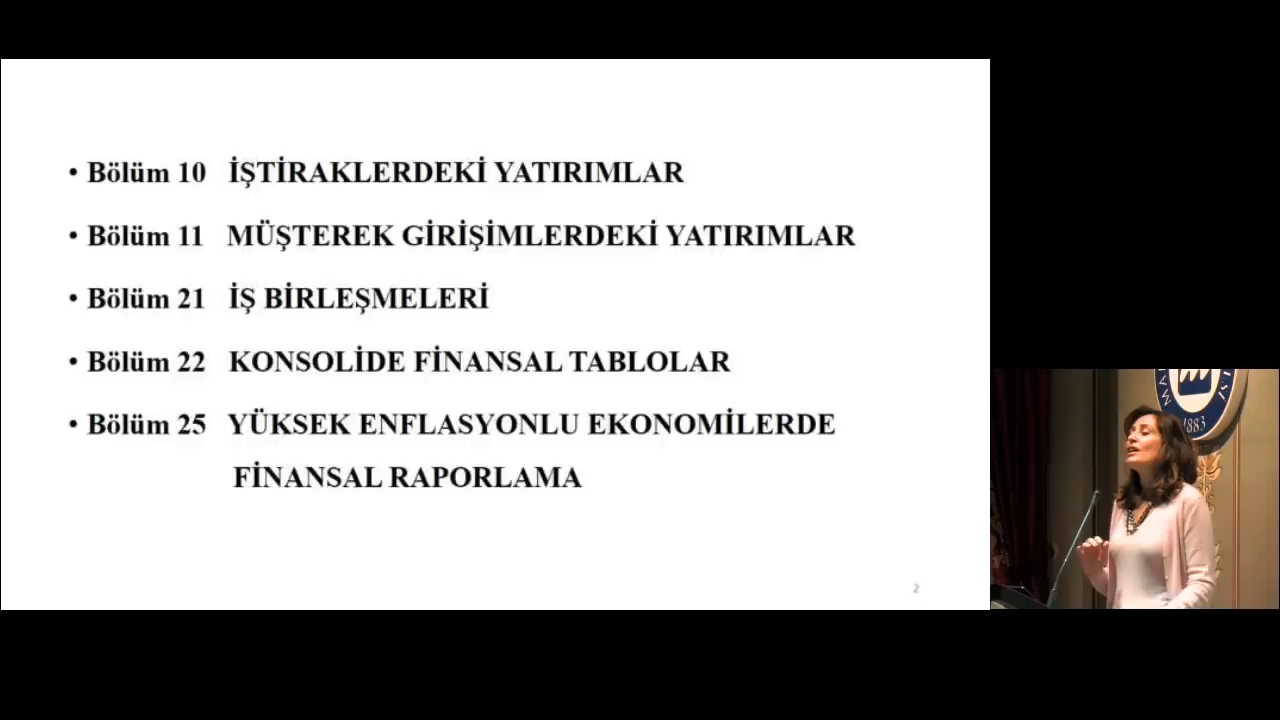 • Bölüm 10 İŞTİRAKLERDEKİ YATIRIMLAR
• Bölüm 11 MÜŞTEREK GİRİŞİMLERDEKİ YATIRIMLAR
• Bölüm 21 İŞ BİRLEŞMELERİ
• Bölüm 22 KONSOLİDE FİNANSAL TABLOLAR
• Bölüm 25 YÜKSEK ENFLASYONLU EKONOMİLERDE
FİNANSAL RAPORLAMA
2
1883